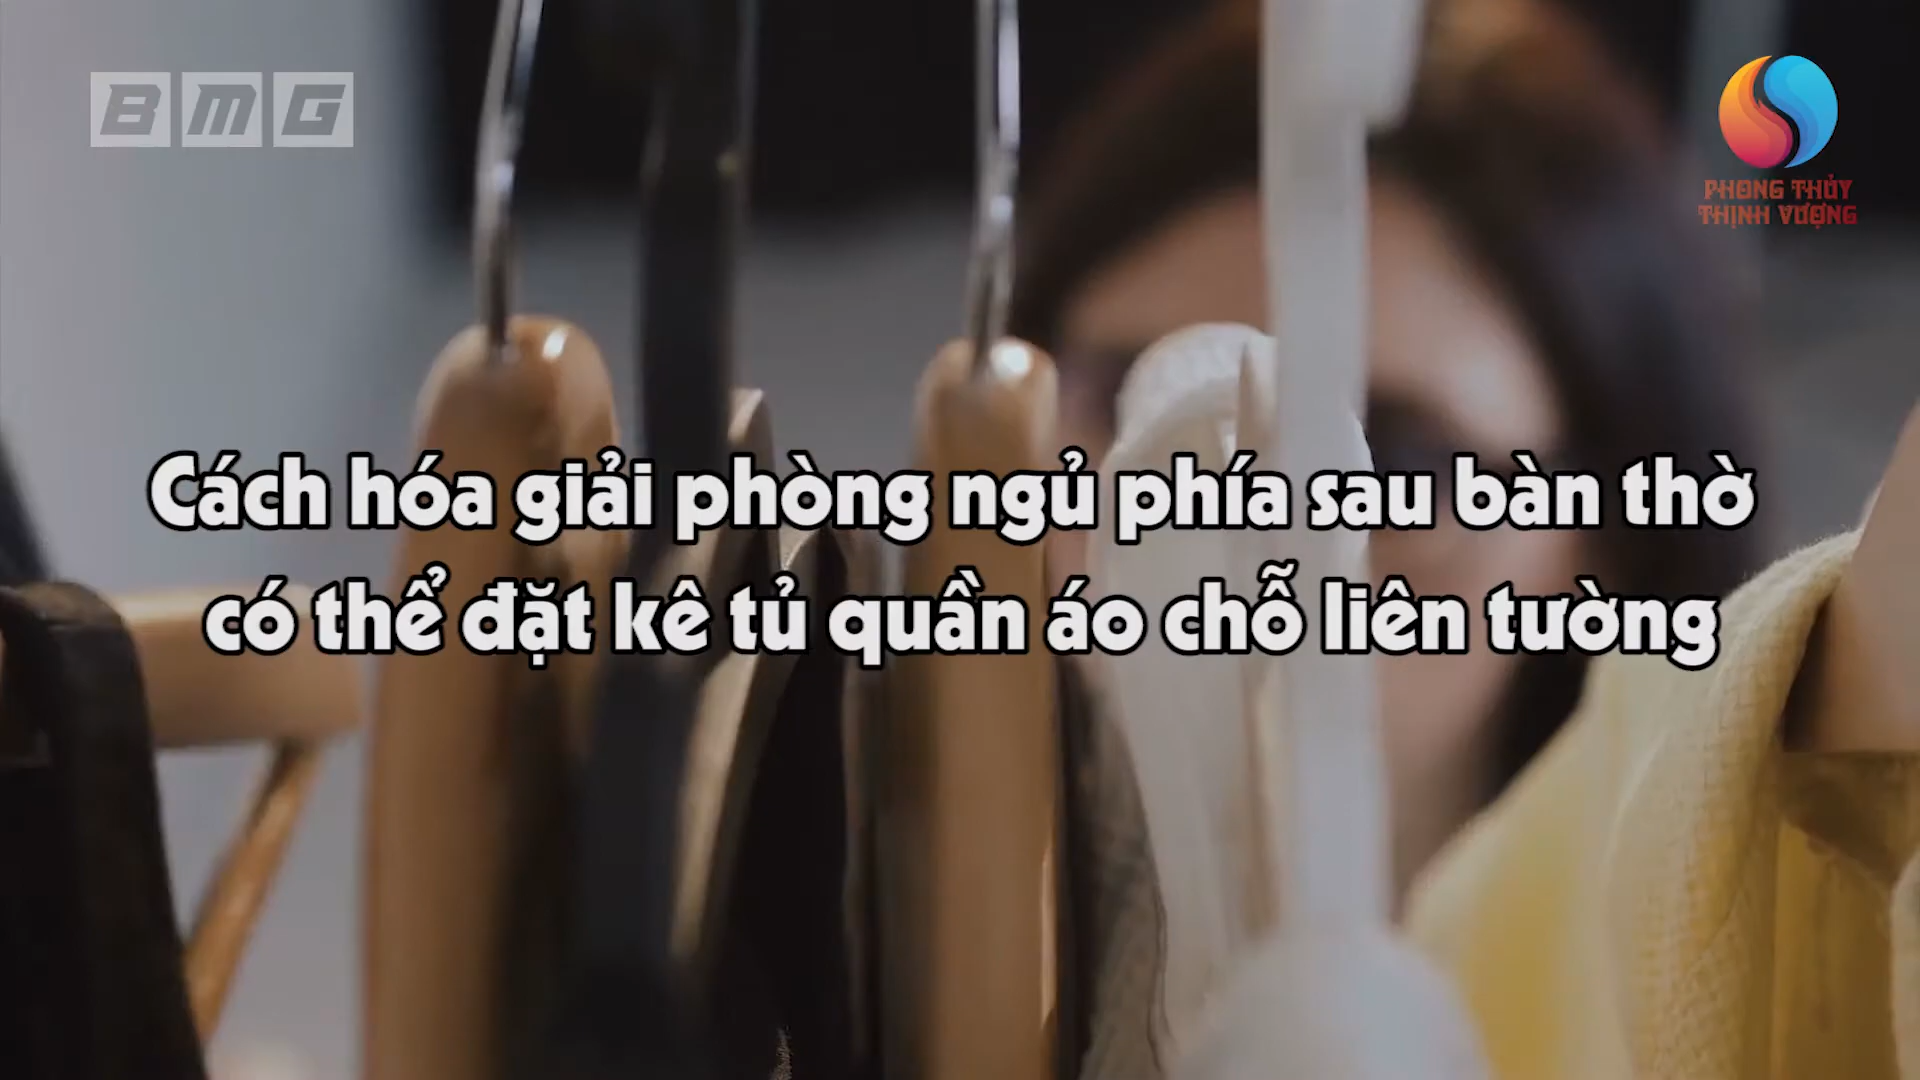 BMG
PHONG THỦY
THỊNH VƯỢNG
Cách hóa giải phòng ngủ phía sau bàn thờ
có thể đặt kê tủ quần áo chỗ liên tường